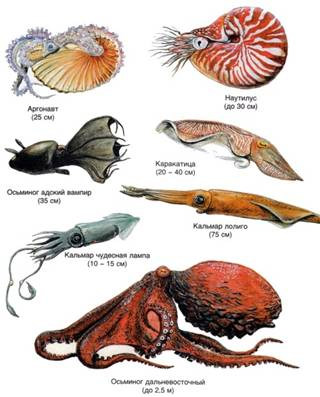 Аргонавт
(25 см)
Наутилус
(до 30 см)
Каракатица
(20 – 40 см)
Осьминог адский вампир
(35 см)
Кальмар лолиго
(75 см)
Кальмар чудесная лампа
(10 – 15 см)
Осьминог дальневосточный
(до 2,5 м)